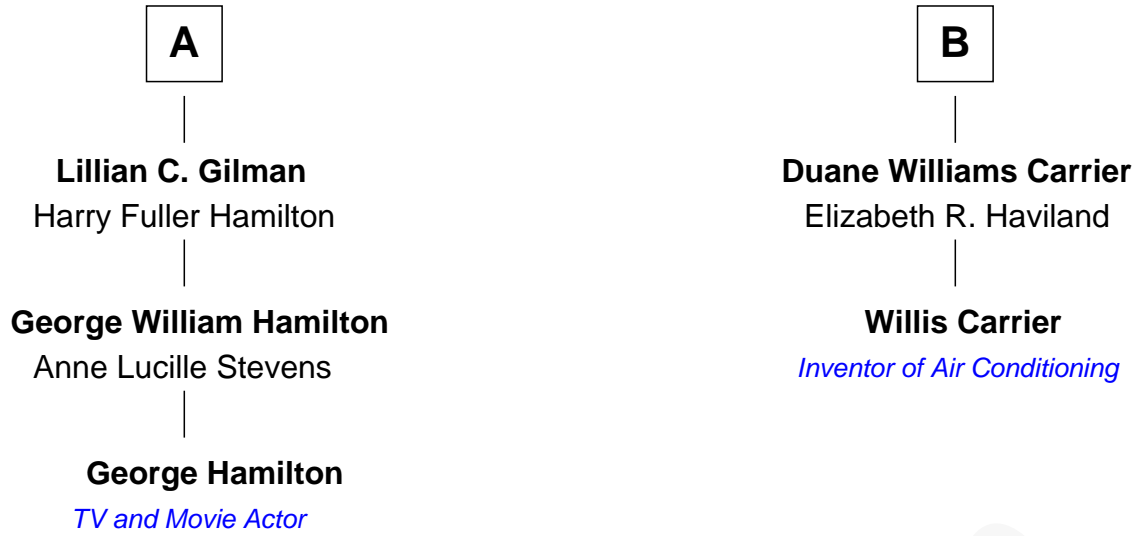 A
Lillian C. Gilman
Harry Fuller Hamilton
George William Hamilton
Anne Lucille Stevens
George Hamilton
TV and Movie Actor
B
Duane Williams Carrier
Elizabeth R. Haviland
Willis Carrier
Inventor of Air Conditioning